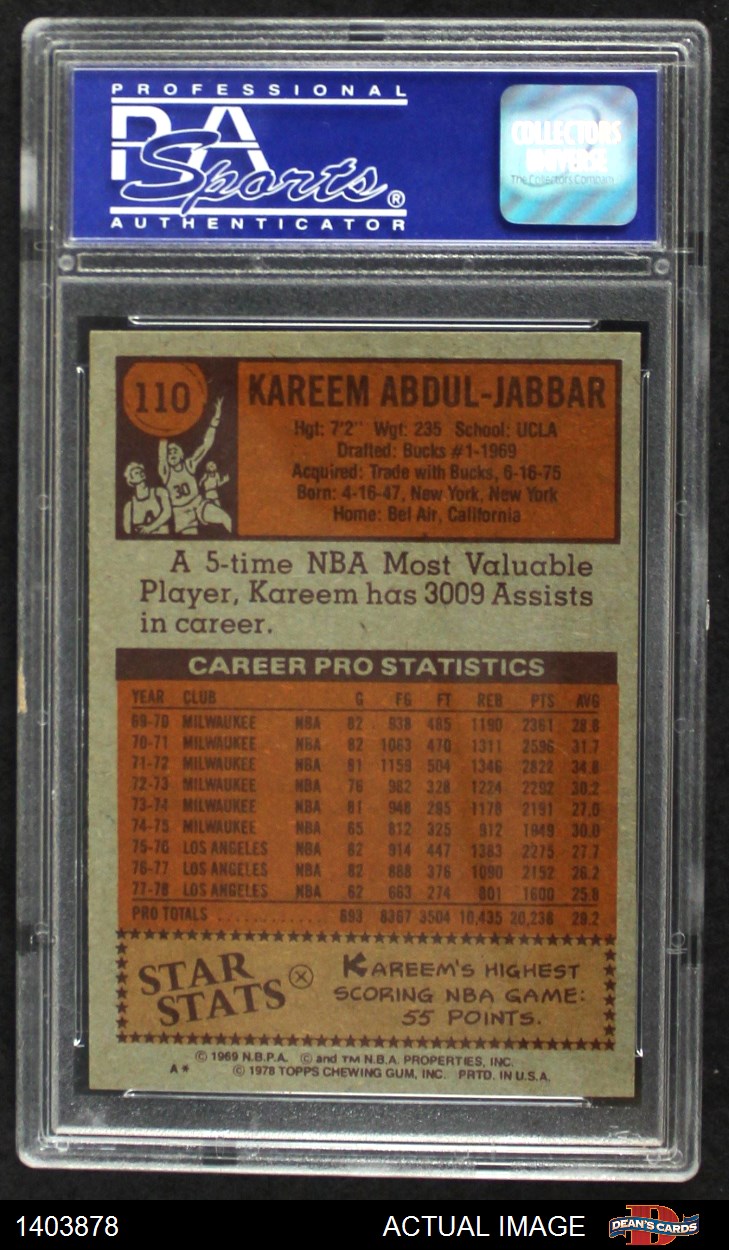 PROFESSIONAL
PSA
Sports®
AUTHENTICATOR
COLLECTORS
UNIVERSE
The Collectors Company
110
KAREEM ABDUL-JABBAR
Hgt: 7'2" Wgt: 235 School: UCLA
Drafted: Bucks #1-1969
Acquired: Trade with Bucks, 6-16-75
Born: 4-16-47, New York, New York
Home: Bel Air, California
30
A 5-time NBA Most Valuable
Player, Kareem has 3009 Assists
in career.
CAREER PRO STATISTICS
YEAR CLUB G FG FT REB PTS AVG
69-70 MILWAUKEE NBA 82 938 485 1190 2361 28.8
70-71 MILWAUKEE NBA 82 1063 470 1311 2596 31.7
71-72 MILWAUKEE NBA 81 1159 504 1346 2822 34.8
72-73 MILWAUKEE NBA 76 982 328 1224 2292 30.2
73-74 MILWAUKEE NBA 81 948 295 1178 2191 27.0
74-75 MILWAUKEE NBA 65 812 325 912 1949 30.0
75-76 LOS ANGELES NBA 82 914 447 1383 2275 27.7
76-77 LOS ANGELES NBA 82 888 376 1090 2152 26.2
77-78 LOS ANGELES NBA 62 663 274 801 1600 25.8
PRO TOTALS ............. 693 8367 3504 10,435 20,238 29.2
STAR
STATS
KAREEM'S HIGHEST
SCORING NBA GAME:
55 POINTS.
© 1969 N.B.P.A. © and TM N.B.A. PROPERTIES, INC.
A* © 1978 TOPPS CHEWING GUM, INC. PRTD. IN U.S.A.
1403878 ACTUAL IMAGE DEAN'S CARDS